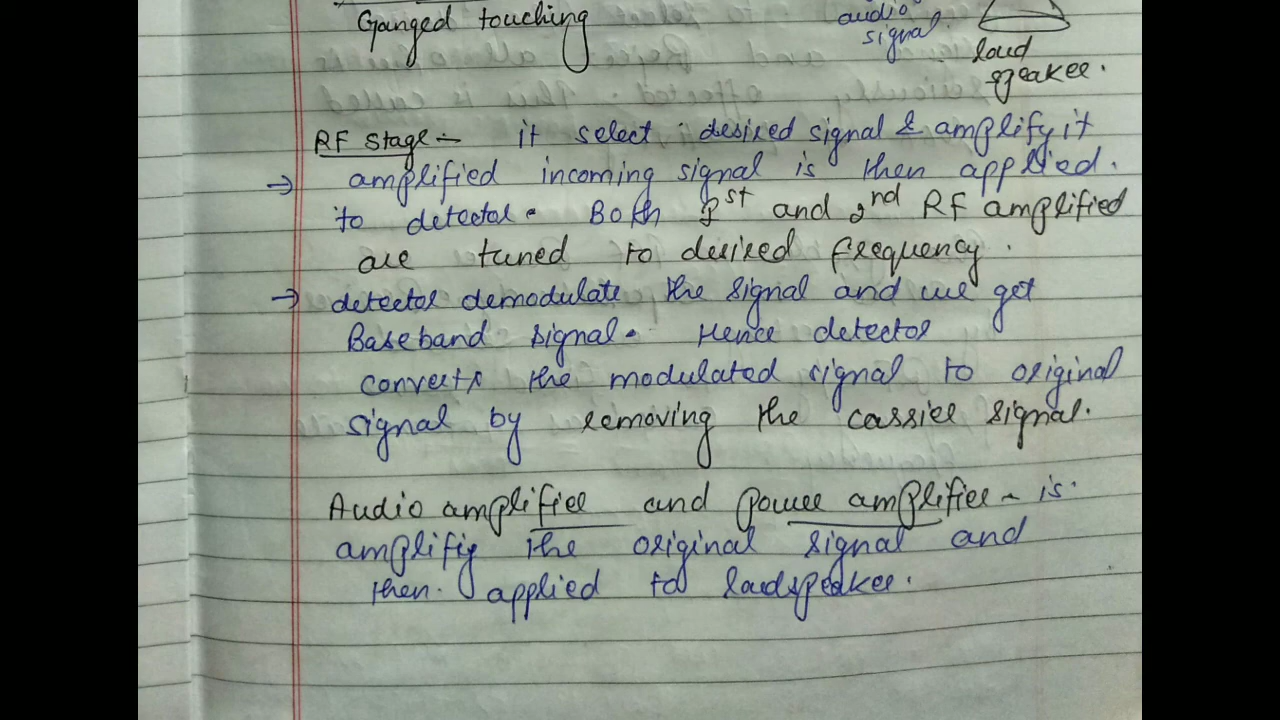 Ganged touching
audio
signal.
loud
speaker.
RF Stage - it select desired signal & amplify it
→ amplified incoming signal is then applied.
to detector. Both 1st and 2nd RF amplified
are tuned to desired frequency.
→ detector demodulate the signal and we get
Baseband signal. Hence detector
converts the modulated signal to original
signal by removing the carrier signal.
Audio amplifier and power amplifier - is.
amplifiy the original signal and
then. applied to loudspeaker.